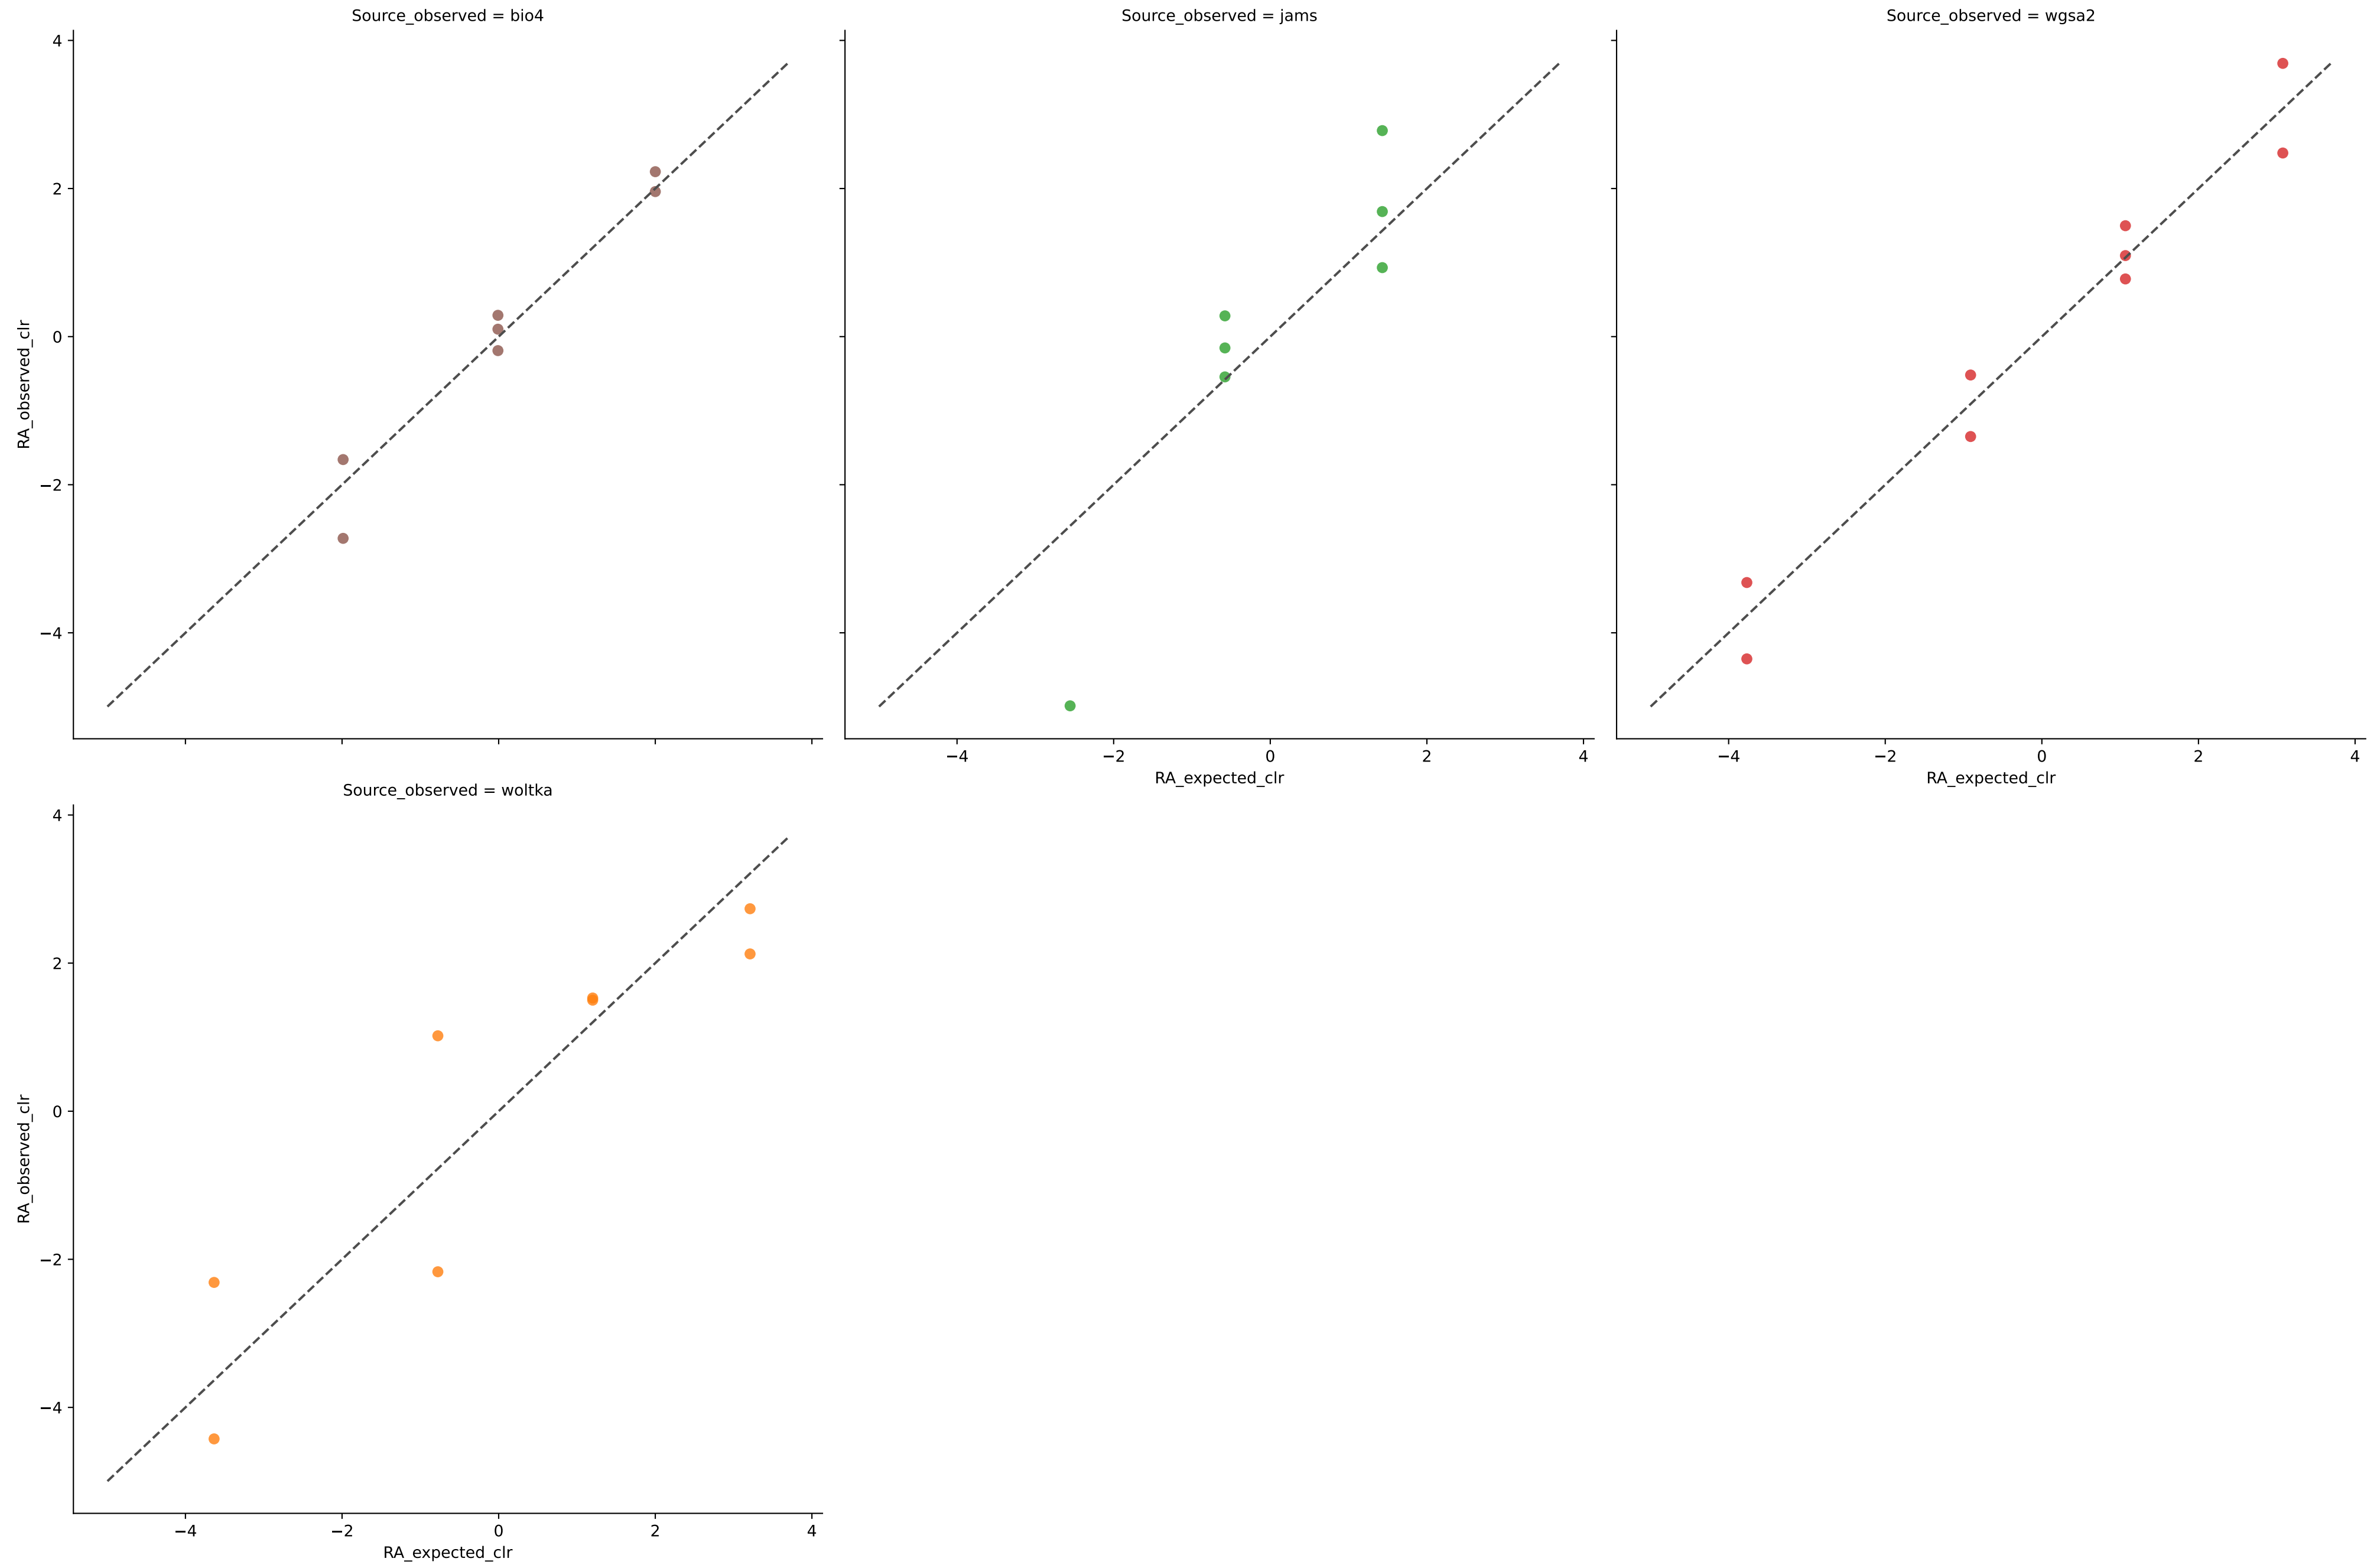 Source_observed = bio4
Source_observed = jams
Source_observed = wgsa2
4
2
0
−2
−4
RA_observed_clr
−4 −2 0 2 4
−4 −2 0 2 4
RA_expected_clr
RA_expected_clr
Source_observed = woltka
4
2
0
−2
−4
RA_observed_clr
−4 −2 0 2 4
RA_expected_clr